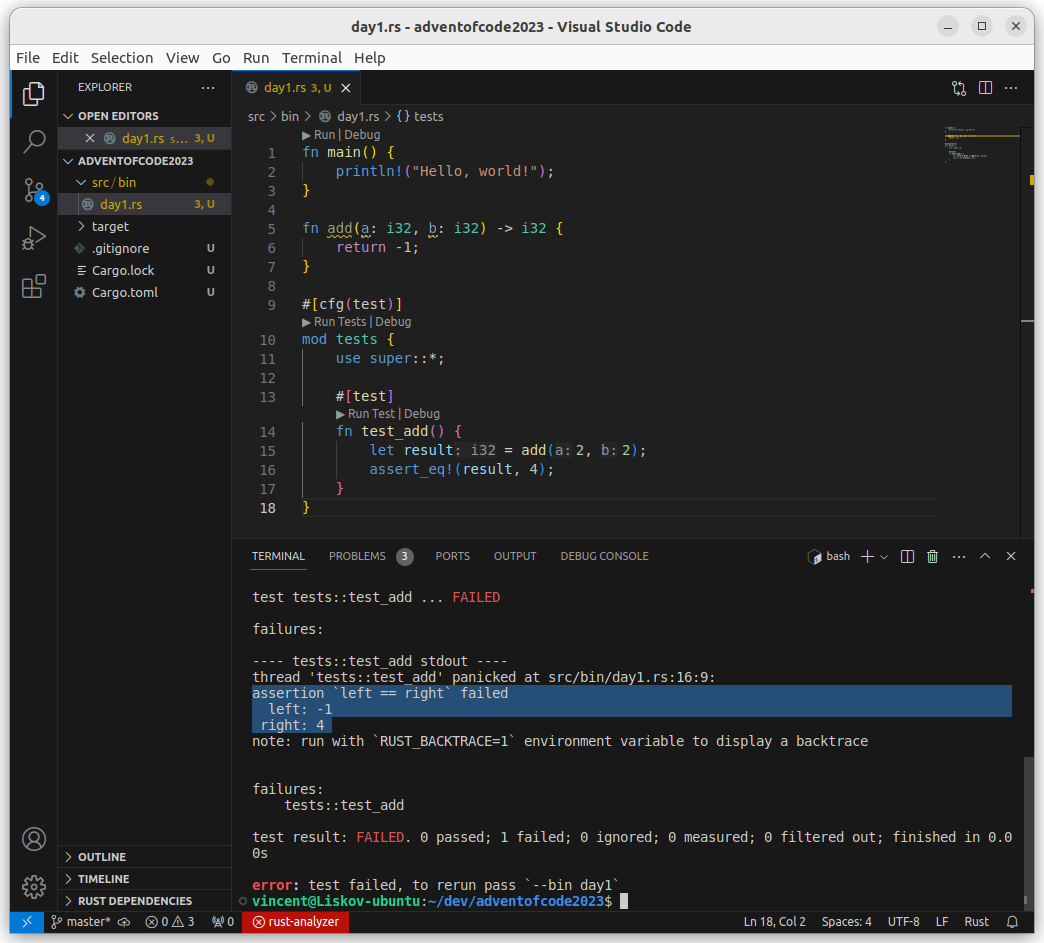 day1.rs - adventofcode2023 - Visual Studio Code
File Edit Selection View Go Run Terminal Help
EXPLORER
OPEN EDITORS
day1.rs s... 3, U
ADVENTOFCODE2023
src/bin
day1.rs 3, U
target
.gitignore U
Cargo.lock U
Cargo.toml U
OUTLINE
TIMELINE
RUST DEPENDENCIES
4
day1.rs 3, U
src > bin > day1.rs > {} tests
▶ Run | Debug
1 fn main() {
2     println!("Hello, world!");
3 }
4
5 fn add(a: i32, b: i32) -> i32 {
6     return -1;
7 }
8
9 #[cfg(test)]
▶ Run Tests | Debug
10 mod tests {
11     use super::*;
12
13     #[test]
▶ Run Test | Debug
14     fn test_add() {
15         let result: i32 = add(a: 2, b: 2);
16         assert_eq!(result, 4);
17     }
18 }
TERMINAL PROBLEMS 3 PORTS OUTPUT DEBUG CONSOLE bash
test tests::test_add ... FAILED
failures:
---- tests::test_add stdout ----
thread 'tests::test_add' panicked at src/bin/day1.rs:16:9:
assertion `left == right` failed
  left: -1
 right: 4
note: run with `RUST_BACKTRACE=1` environment variable to display a backtrace
failures:
    tests::test_add
test result: FAILED. 0 passed; 1 failed; 0 ignored; 0 measured; 0 filtered out; finished in 0.0
0s
error: test failed, to rerun pass `--bin day1`
vincent@Liskov-ubuntu:~/dev/adventofcode2023$
master* 0 3 0 rust-analyzer Ln 18, Col 2 Spaces: 4 UTF-8 LF Rust